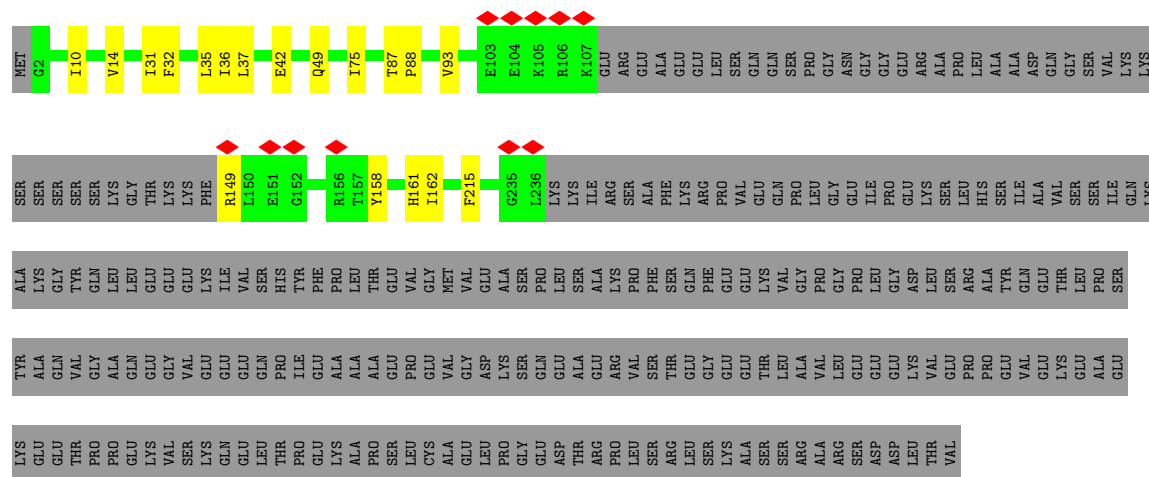 MET G2 I10 V14 I31 F32 L35 I36 L37 E42 Q49 I75 T87 P88 V93 E103 E104 K105 R106 K107 GLU ARG GLU ALA GLU GLU LEU SER GLN GLN SER PRO GLY ASN GLY GLY GLU ARG ALA PRO LEU ALA ALA ASP GLN GLY SER VAL LYS LYS
SER SER SER SER SER LYS GLY THR LYS LYS PHE R149 L150 E151 G152 R156 T157 Y158 H161 I162 F215 G235 L236 LYS LYS ILE ARG SER ALA PHE LYS ARG PRO VAL GLU GLN PRO LEU GLY GLU ILE PRO GLU LYS SER LEU HIS SER ILE ALA VAL SER SER ILE GLN LYS
ALA LYS GLY TYR GLN LEU LEU GLU GLU GLU LYS ILE VAL SER HIS TYR PHE PRO LEU THR GLU VAL GLY MET VAL GLU ALA SER PRO LEU SER ALA LYS PRO PHE SER GLN PHE GLU GLU LYS VAL GLY PRO GLY PRO LEU GLY ASP LEU SER ARG ALA TYR GLN GLU THR LEU PRO SER
TYR ALA GLN VAL GLY ALA GLN GLU GLY VAL GLU GLU GLU GLN PRO ILE GLU ALA ALA ALA GLU PRO GLU VAL GLY ASP LYS SER GLN GLU ALA GLU ARG VAL SER THR GLU GLY GLU GLU THR LEU ALA VAL LEU GLU GLU GLU LYS VAL GLU PRO PRO GLU VAL GLU LYS GLU ALA GLU
LYS GLU GLU THR PRO PRO GLU LYS VAL SER LYS GLN GLU LEU THR PRO GLU LYS ALA PRO SER LEU CYS ALA GLU LEU PRO GLY GLU ASP THR ARG PRO LEU SER ARG LEU SER LYS ALA SER SER ARG ALA ARG SER ASP ASP LEU THR VAL